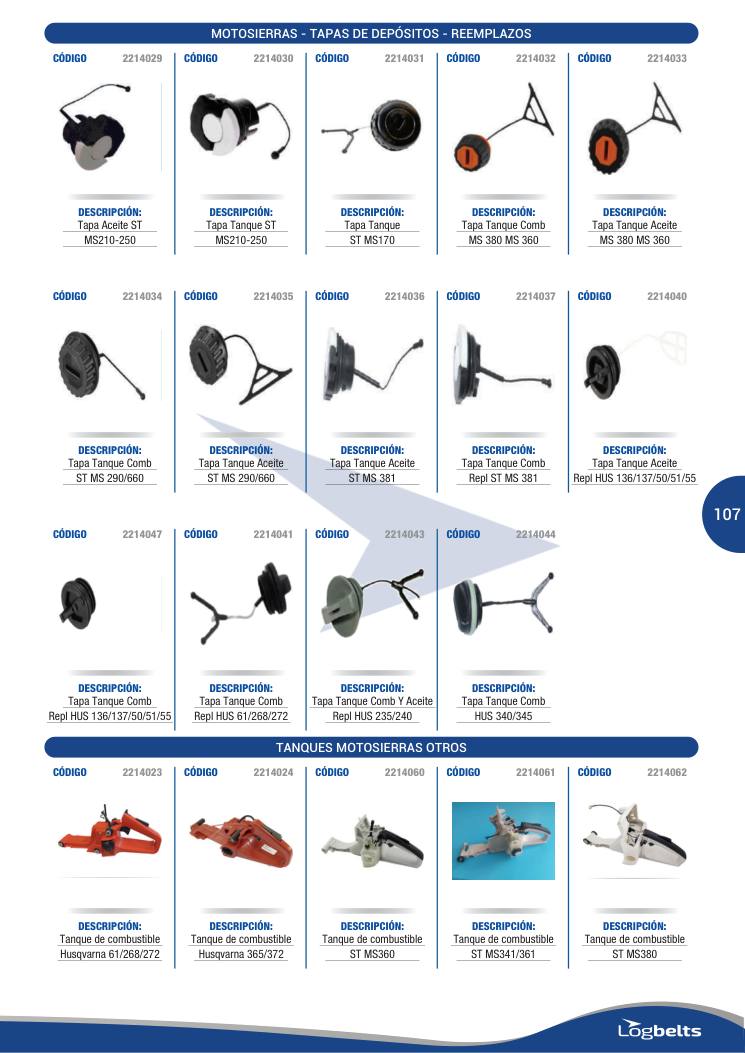 MOTOSIERRAS - TAPAS DE DEPÓSITOS - REEMPLAZOS
CÓDIGO 2214029
DESCRIPCIÓN:
Tapa Aceite ST
MS210-250
CÓDIGO 2214030
DESCRIPCIÓN:
Tapa Tanque ST
MS210-250
CÓDIGO 2214031
DESCRIPCIÓN:
Tapa Tanque
ST MS170
CÓDIGO 2214032
DESCRIPCIÓN:
Tapa Tanque Comb
MS 380 MS 360
CÓDIGO 2214033
DESCRIPCIÓN:
Tapa Tanque Aceite
MS 380 MS 360
CÓDIGO 2214034
DESCRIPCIÓN:
Tapa Tanque Comb
ST MS 290/660
CÓDIGO 2214035
DESCRIPCIÓN:
Tapa Tanque Aceite
ST MS 290/660
CÓDIGO 2214036
DESCRIPCIÓN:
Tapa Tanque Aceite
ST MS 381
CÓDIGO 2214037
DESCRIPCIÓN:
Tapa Tanque Comb
Repl ST MS 381
CÓDIGO 2214040
DESCRIPCIÓN:
Tapa Tanque Aceite
Repl HUS 136/137/50/51/55
107
CÓDIGO 2214047
DESCRIPCIÓN:
Tapa Tanque Comb
Repl HUS 136/137/50/51/55
CÓDIGO 2214041
DESCRIPCIÓN:
Tapa Tanque Comb
Repl HUS 61/268/272
CÓDIGO 2214043
DESCRIPCIÓN:
Tapa Tanque Comb Y Aceite
Repl HUS 235/240
CÓDIGO 2214044
DESCRIPCIÓN:
Tapa Tanque Comb
HUS 340/345
TANQUES MOTOSIERRAS OTROS
CÓDIGO 2214023
DESCRIPCIÓN:
Tanque de combustible
Husqvarna 61/268/272
CÓDIGO 2214024
DESCRIPCIÓN:
Tanque de combustible
Husqvarna 365/372
CÓDIGO 2214060
DESCRIPCIÓN:
Tanque de combustible
ST MS360
CÓDIGO 2214061
DESCRIPCIÓN:
Tanque de combustible
ST MS341/361
CÓDIGO 2214062
DESCRIPCIÓN:
Tanque de combustible
ST MS380
Logbelts